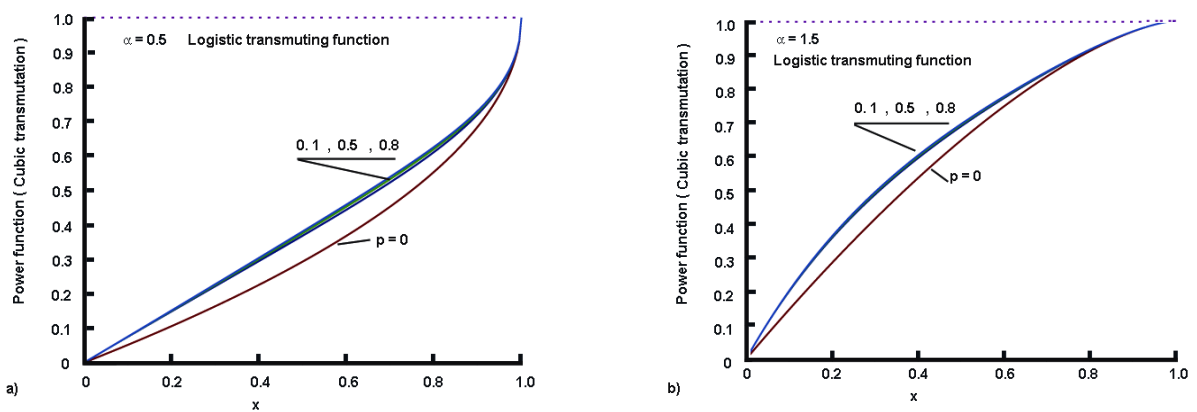 α = 0.5 Logistic transmuting function
0. 1 , 0.5 , 0.8
p = 0
Power function ( Cubic transmutation )
1.0
0.9
0.8
0.7
0.6
0.5
0.4
0.3
0.2
0.1
0
0 0.2 0.4 0.6 0.8 1.0
x
a)
α = 1.5
Logistic transmuting function
0. 1 , 0.5 , 0.8
p = 0
Power function ( Cubic transmutation )
1.0
0.9
0.8
0.7
0.6
0.5
0.4
0.3
0.2
0.1
0
0 0.2 0.4 0.6 0.8 1.0
x
b)